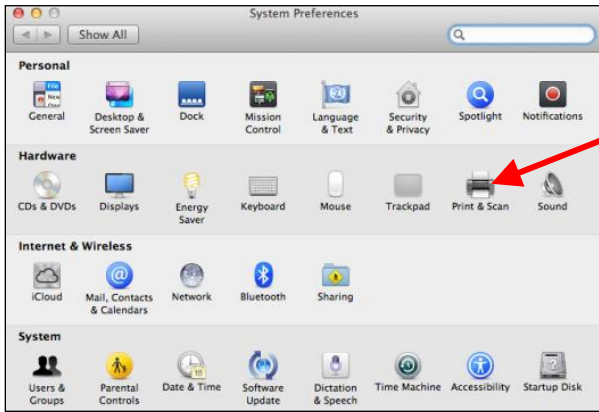 System Preferences
Show All
Personal
General
Desktop &
Screen Saver
Dock
Mission
Control
Language
& Text
Security
& Privacy
Spotlight
Notifications
Hardware
CDs & DVDs
Displays
Energy
Saver
Keyboard
Mouse
Trackpad
Print & Scan
Sound
Internet & Wireless
iCloud
Mail, Contacts
& Calendars
Network
Bluetooth
Sharing
System
Users &
Groups
Parental
Controls
Date & Time
Software
Update
Dictation
& Speech
Time Machine
Accessibility
Startup Disk